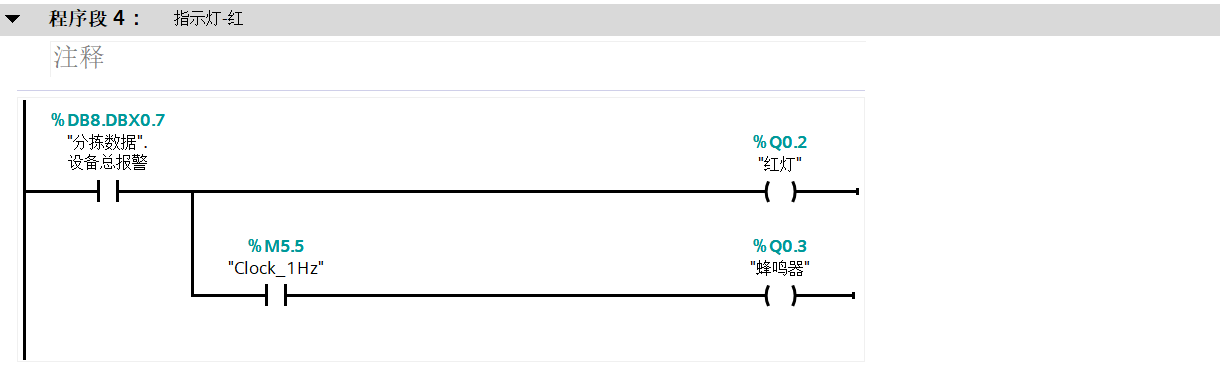 程序段 4： 指示灯-红
注释
%DB8.DBX0.7
"分拣数据".
设备总报警
%Q0.2
"红灯"
%M5.5
"Clock_1Hz"
%Q0.3
"蜂鸣器"